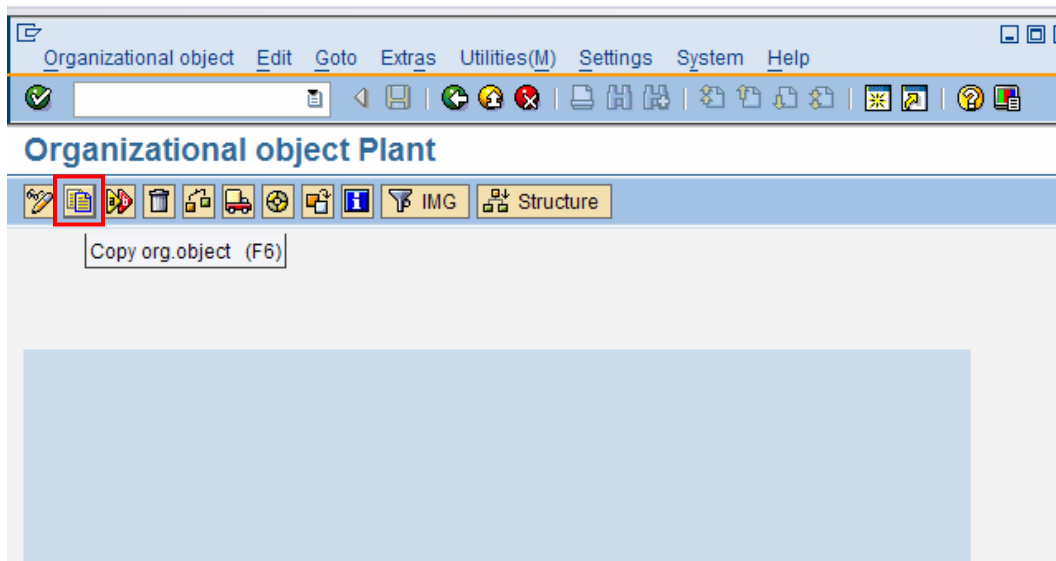 Organizational object Edit Goto Extras Utilities(M) Settings System Help
Organizational object Plant
IMG Structure
Copy org.object (F6)